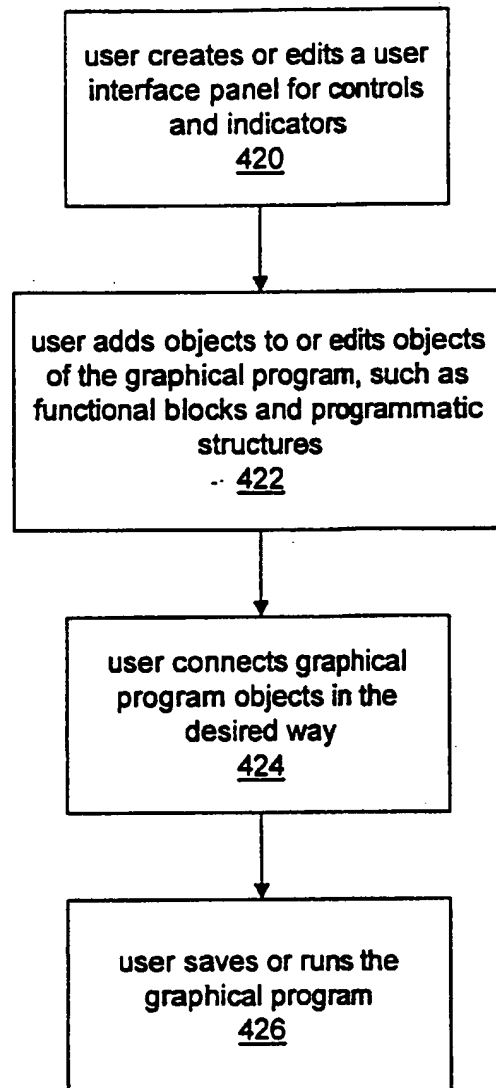 user creates or edits a user
interface panel for controls
and indicators
420
user adds objects to or edits objects
of the graphical program, such as
functional blocks and programmatic
structures
422
user connects graphical
program objects in the
desired way
424
user saves or runs the
graphical program
426